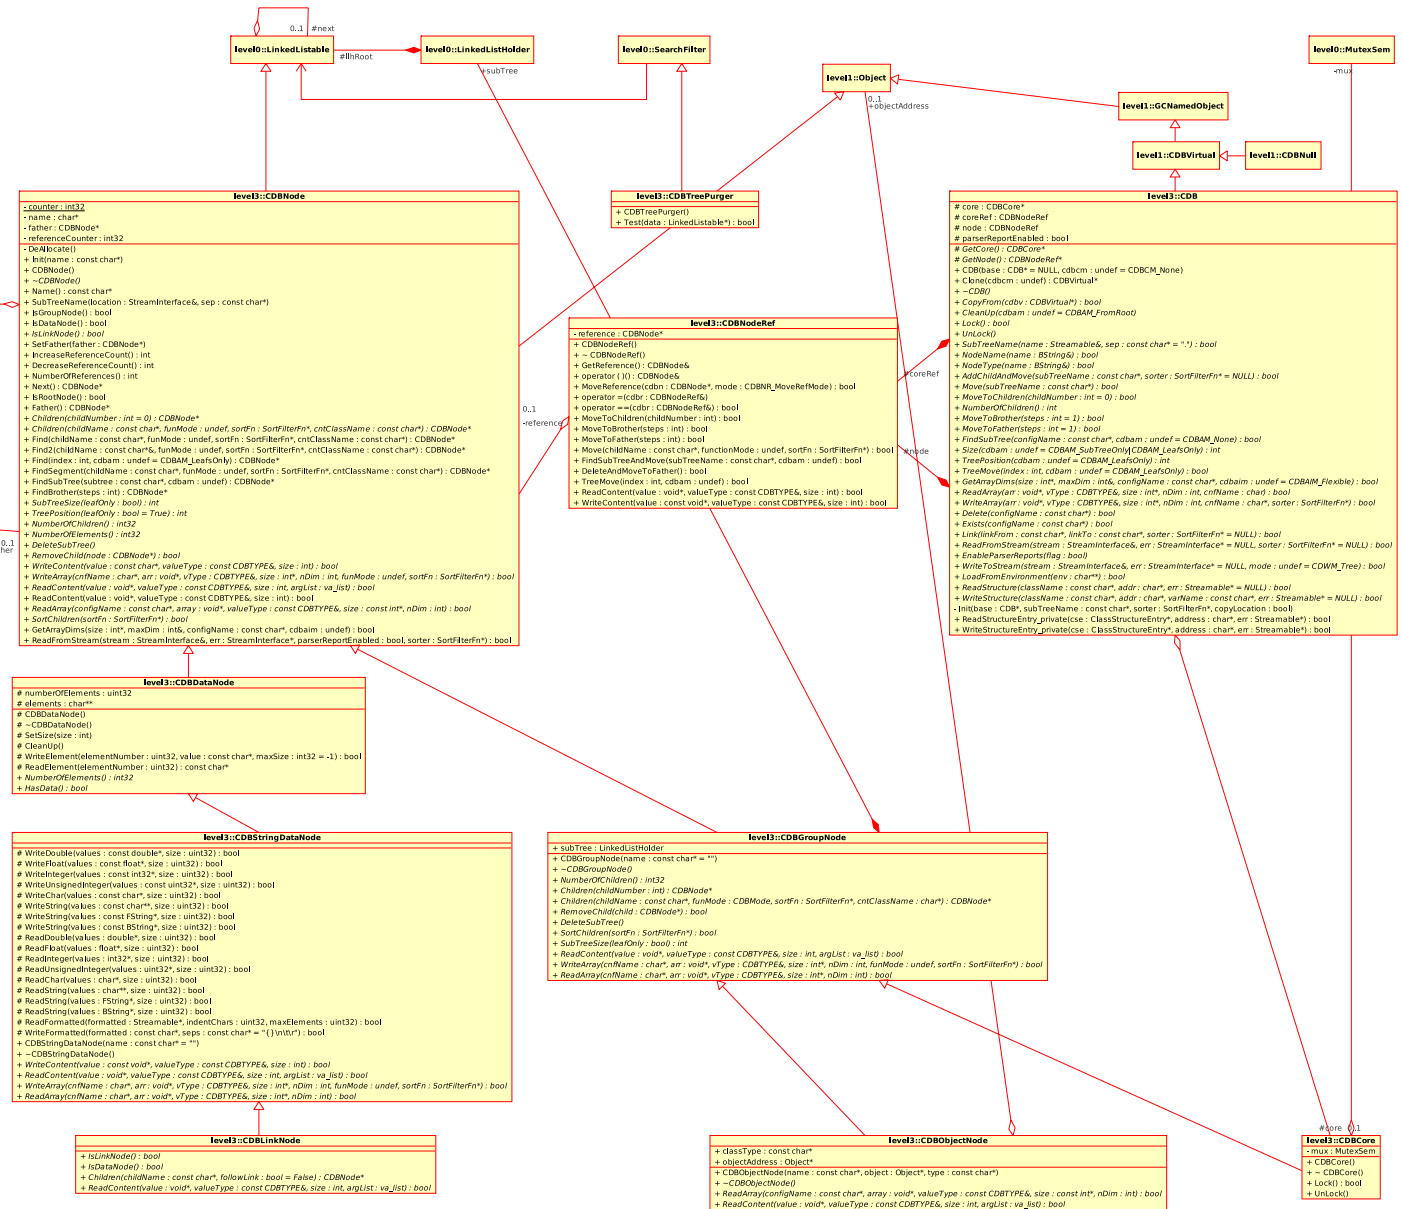 0..1 #next
level0::LinkedListable
#llhRoot
level0::LinkedListHolder
+subTree
level0::SearchFilter
level1::Object
0..1
+objectAddress
level0::MutexSem
-mux
level1::GCNamedObject
level1::CDBVirtual
level1::CDBNull
level3::CDBNode
- counter : int32
- name : char*
- father : CDBNode*
- referenceCounter : int32
- DeAllocate()
+ Init(name : const char*)
+ CDBNode()
+ ~CDBNode()
+ Name() : const char*
+ SubTreeName(location : StreamInterface&, sep : const char*)
+ IsGroupNode() : bool
+ IsDataNode() : bool
+ IsLinkNode() : bool
+ SetFather(father : CDBNode*)
+ IncreaseReferenceCount() : int
+ DecreaseReferenceCount() : int
+ NumberOfReferences() : int
+ Next() : CDBNode*
+ IsRootNode() : bool
+ Father() : CDBNode*
+ Children(childNumber : int = 0) : CDBNode*
+ Children(childName : const char*, funMode : undef, sortFn : SortFilterFn*, cntClassName : const char*) : CDBNode*
+ Find(childName : const char*, funMode : undef, sortFn : SortFilterFn*, cntClassName : const char*) : CDBNode*
+ Find2(childName : const char*&, funMode : undef, sortFn : SortFilterFn*, cntClassName : const char*) : CDBNode*
+ Find(index : int, cdbam : undef = CDBAM_LeafsOnly) : CDBNode*
+ FindSegment(childName : const char*, funMode : undef, sortFn : SortFilterFn*, cntClassName : const char*) : CDBNode*
+ FindSubTree(subtree : const char*, cdbam : undef) : CDBNode*
+ FindBrother(steps : int) : CDBNode*
+ SubTreeSize(leafOnly : bool) : int
+ TreePosition(leafOnly : bool = True) : int
+ NumberOfChildren() : int32
+ NumberOfElements() : int32
+ DeleteSubTree()
+ RemoveChild(node : CDBNode*) : bool
+ WriteContent(value : const char*, valueType : const CDBTYPE&, size : int) : bool
+ WriteArray(cnfName : char*, arr : void*, vType : CDBTYPE&, size : int*, nDim : int, funMode : undef, sortFn : SortFilterFn*) : bool
+ ReadContent(value : void*, valueType : const CDBTYPE&, size : int, argList : va_list) : bool
+ ReadContent(value : void*, valueType : const CDBTYPE&, size : int) : bool
+ ReadArray(configName : const char*, array : void*, valueType : const CDBTYPE&, size : const int*, nDim : int) : bool
+ SortChildren(sortFn : SortFilterFn*) : bool
+ GetArrayDims(size : int*, maxDim : int&, configName : const char*, cdbaim : undef) : bool
+ ReadFromStream(stream : StreamInterface&, err : StreamInterface*, parserReportEnabled : bool, sorter : SortFilterFn*) : bool
0..1
ther
level3::CDBTreePurger
+ CDBTreePurger()
+ Test(data : LinkedListable*) : bool
level3::CDBNodeRef
- reference : CDBNode*
+ CDBNodeRef()
+ ~ CDBNodeRef()
+ GetReference() : CDBNode&
+ operator ( )() : CDBNode&
+ MoveReference(cdbn : CDBNode*, mode : CDBNR_MoveRefMode) : bool
+ operator =(cdbr : CDBNodeRef&)
+ operator ==(cdbr : CDBNodeRef&) : bool
+ MoveToChildren(childNumber : int) : bool
+ MoveToBrother(steps : int) : bool
+ MoveToFather(steps : int) : bool
+ Move(childName : const char*, functionMode : undef, sortFn : SortFilterFn*) : bool
+ FindSubTreeAndMove(subTreeName : const char*, cdbam : undef) : bool
+ DeleteAndMoveToFather() : bool
+ TreeMove(index : int, cdbam : undef) : bool
+ ReadContent(value : void*, valueType : const CDBTYPE&, size : int) : bool
+ WriteContent(value : const void*, valueType : const CDBTYPE&, size : int) : bool
0..1
-reference
#coreRef
#node
level3::CDB
# core : CDBCore*
# coreRef : CDBNodeRef
# node : CDBNodeRef
# parserReportEnabled : bool
# GetCore() : CDBCore*
# GetNode() : CDBNodeRef*
+ CDB(base : CDB* = NULL, cdbcm : undef = CDBCM_None)
+ Clone(cdbcm : undef) : CDBVirtual*
+ ~CDB()
+ CopyFrom(cdbv : CDBVirtual*) : bool
+ CleanUp(cdbam : undef = CDBAM_FromRoot)
+ Lock() : bool
+ UnLock()
+ SubTreeName(name : Streamable&, sep : const char* = ".") : bool
+ NodeName(name : BString&) : bool
+ NodeType(name : BString&) : bool
+ AddChildAndMove(subTreeName : const char*, sorter : SortFilterFn* = NULL) : bool
+ Move(subTreeName : const char*) : bool
+ MoveToChildren(childNumber : int = 0) : bool
+ NumberOfChildren() : int
+ MoveToBrother(steps : int = 1) : bool
+ MoveToFather(steps : int = 1) : bool
+ FindSubTree(configName : const char*, cdbam : undef = CDBAM_None) : bool
+ Size(cdbam : undef = CDBAM_SubTreeOnly|CDBAM_LeafsOnly) : int
+ TreePosition(cdbam : undef = CDBAM_LeafsOnly) : int
+ TreeMove(index : int, cdbam : undef = CDBAM_LeafsOnly) : bool
+ GetArrayDims(size : int*, maxDim : int&, configName : const char*, cdbaim : undef = CDBAIM_Flexible) : bool
+ ReadArray(arr : void*, vType : CDBTYPE&, size : int*, nDim : int, cnfName : char) : bool
+ WriteArray(arr : void*, vType : CDBTYPE&, size : int*, nDim : int, cnfName : char*, sorter : SortFilterFn*) : bool
+ Delete(configName : const char*) : bool
+ Exists(configName : const char*) : bool
+ Link(linkFrom : const char*, linkTo : const char*, sorter : SortFilterFn* = NULL) : bool
+ ReadFromStream(stream : StreamInterface&, err : StreamInterface* = NULL, sorter : SortFilterFn* = NULL) : bool
+ EnableParserReports(flag : bool)
+ WriteToStream(stream : StreamInterface&, err : StreamInterface* = NULL, mode : undef = CDWM_Tree) : bool
+ LoadFromEnvironment(env : char**) : bool
+ ReadStructure(className : const char*, addr : char*, err : Streamable* = NULL) : bool
+ WriteStructure(className : const char*, addr : char*, varName : const char*, err : Streamable* = NULL) : bool
- Init(base : CDB*, subTreeName : const char*, sorter : SortFilterFn*, copyLocation : bool)
+ ReadStructureEntry_private(cse : ClassStructureEntry*, address : char*, err : Streamable*) : bool
+ WriteStructureEntry_private(cse : ClassStructureEntry*, address : char*, err : Streamable*) : bool
level3::CDBDataNode
# numberOfElements : uint32
# elements : char**
# CDBDataNode()
# ~CDBDataNode()
# SetSize(size : int)
# CleanUp()
# WriteElement(elementNumber : uint32, value : const char*, maxSize : int32 = -1) : bool
# ReadElement(elementNumber : uint32) : const char*
+ NumberOfElements() : int32
+ HasData() : bool
level3::CDBStringDataNode
# WriteDouble(values : const double*, size : uint32) : bool
# WriteFloat(values : const float*, size : uint32) : bool
# WriteInteger(values : const int32*, size : uint32) : bool
# WriteUnsignedInteger(values : const uint32*, size : uint32) : bool
# WriteChar(values : const char*, size : uint32) : bool
# WriteString(values : const char**, size : uint32) : bool
# WriteString(values : const FString*, size : uint32) : bool
# WriteString(values : const BString*, size : uint32) : bool
# ReadDouble(values : double*, size : uint32) : bool
# ReadFloat(values : float*, size : uint32) : bool
# ReadInteger(values : int32*, size : uint32) : bool
# ReadUnsignedInteger(values : uint32*, size : uint32) : bool
# ReadChar(values : char*, size : uint32) : bool
# ReadString(values : char**, size : uint32) : bool
# ReadString(values : FString*, size : uint32) : bool
# ReadString(values : BString*, size : uint32) : bool
# ReadFormatted(formatted : Streamable*, indentChars : uint32, maxElements : uint32) : bool
# WriteFormatted(formatted : const char*, seps : const char* = "{}\n\t\r") : bool
+ CDBStringDataNode(name : const char* = "")
+ ~CDBStringDataNode()
+ WriteContent(value : const void*, valueType : const CDBTYPE&, size : int) : bool
+ ReadContent(value : void*, valueType : const CDBTYPE&, size : int, argList : va_list) : bool
+ WriteArray(cnfName : char*, arr : void*, vType : CDBTYPE&, size : int*, nDim : int, funMode : undef, sortFn : SortFilterFn*) : bool
+ ReadArray(cnfName : char*, arr : void*, vType : CDBTYPE&, size : int*, nDim : int) : bool
level3::CDBGroupNode
+ subTree : LinkedListHolder
+ CDBGroupNode(name : const char* = "")
+ ~CDBGroupNode()
+ NumberOfChildren() : int32
+ Children(childNumber : int) : CDBNode*
+ Children(childName : const char*, funMode : CDBMode, sortFn : SortFilterFn*, cntClassName : char*) : CDBNode*
+ RemoveChild(child : CDBNode*) : bool
+ DeleteSubTree()
+ SortChildren(sortFn : SortFilterFn*) : bool
+ SubTreeSize(leafOnly : bool) : int
+ ReadContent(value : void*, valueType : const CDBTYPE&, size : int, argList : va_list) : bool
+ WriteArray(cnfName : char*, arr : void*, vType : CDBTYPE&, size : int*, nDim : int, funMode : undef, sortFn : SortFilterFn*) : bool
+ ReadArray(cnfName : char*, arr : void*, vType : CDBTYPE&, size : int*, nDim : int) : bool
level3::CDBLinkNode
+ IsLinkNode() : bool
+ IsDataNode() : bool
+ Children(childName : const char*, followLink : bool = False) : CDBNode*
+ ReadContent(value : void*, valueType : const CDBTYPE&, size : int, argList : va_list) : bool
level3::CDBObjectNode
+ classType : const char*
+ objectAddress : Object*
+ CDBObjectNode(name : const char*, object : Object*, type : const char*)
+ ~CDBObjectNode()
+ ReadArray(configName : const char*, array : void*, valueType : const CDBTYPE&, size : const int*, nDim : int) : bool
+ ReadContent(value : void*, valueType : const CDBTYPE&, size : int, argList : va_list) : bool
#core 0..1
level3::CDBCore
- mux : MutexSem
+ CDBCore()
+ ~ CDBCore()
+ Lock() : bool
+ UnLock()